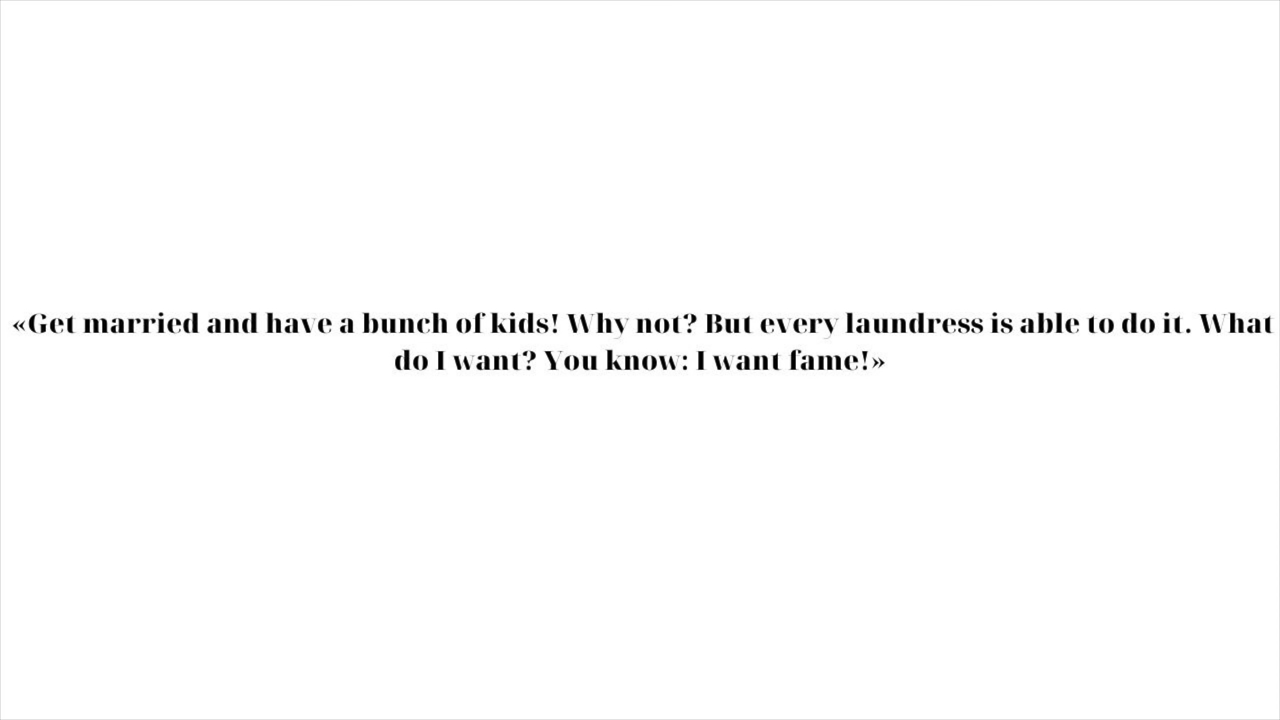 «Get married and have a bunch of kids! Why not? But every laundress is able to do it. What
do I want? You know: I want fame!»